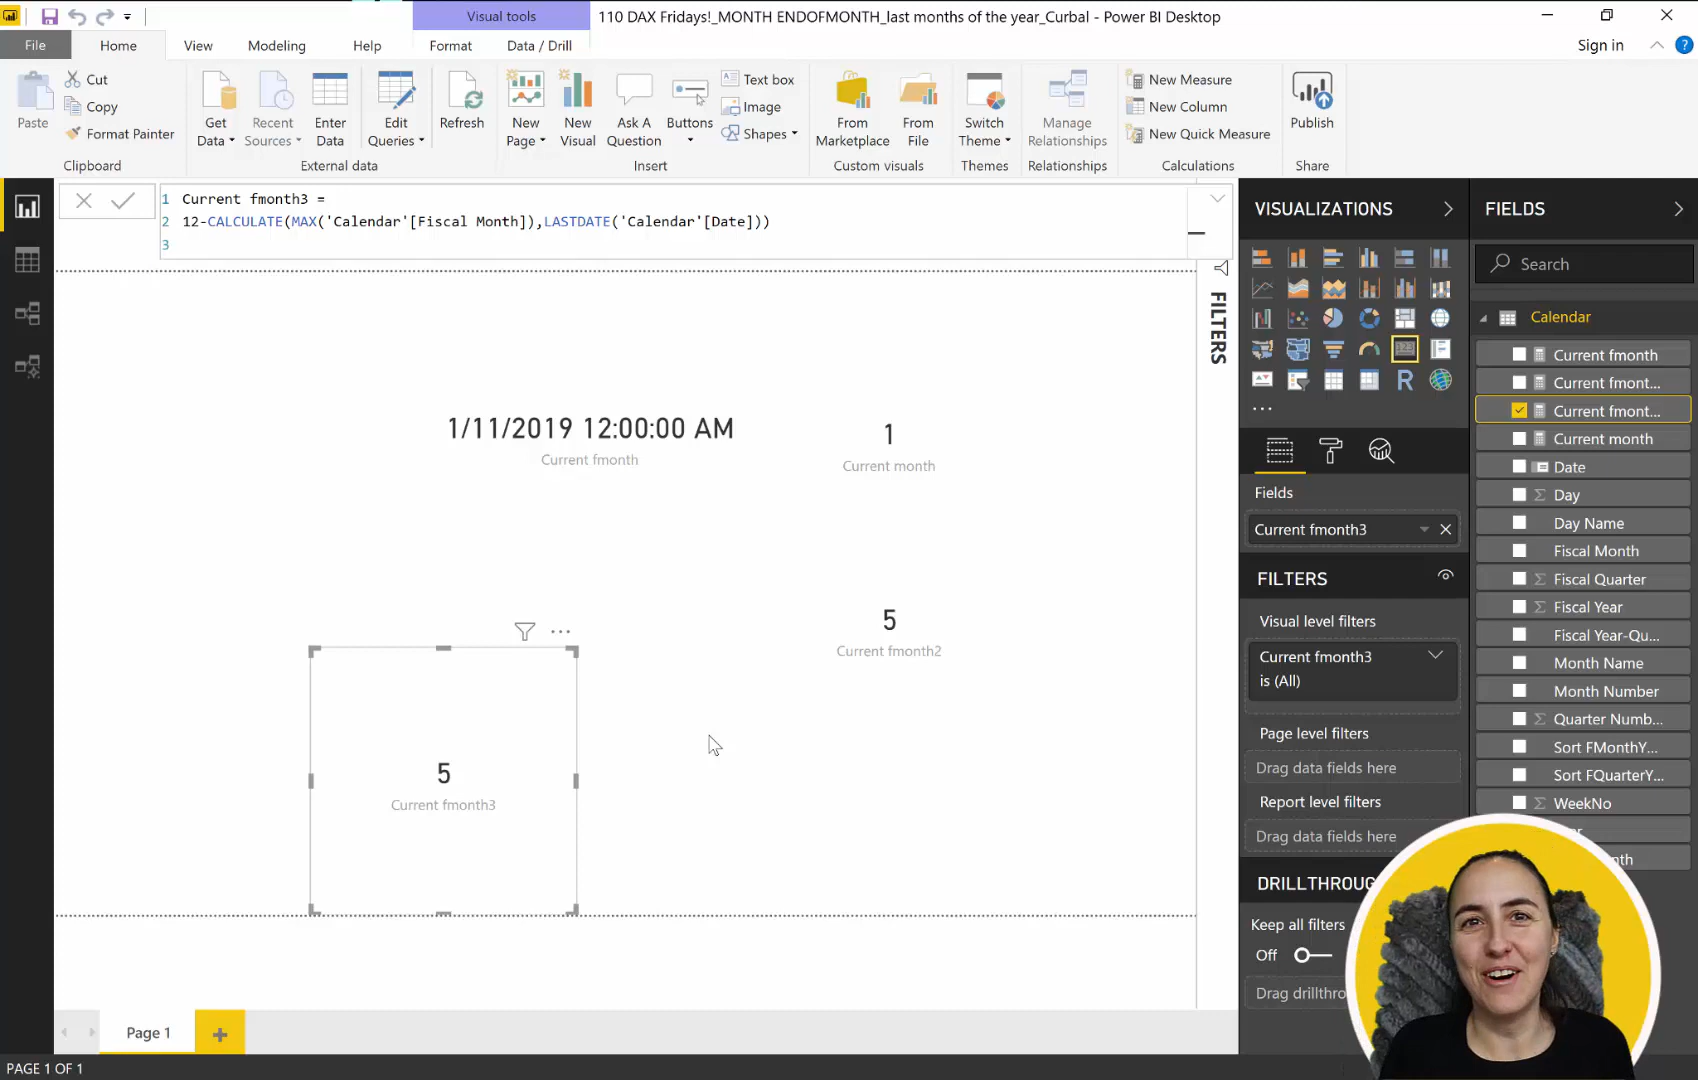 Visual tools
110 DAX Fridays!_MONTH ENDOFMONTH_last months of the year_Curbal - Power BI Desktop
File
Home
View
Modeling
Help
Format
Data / Drill
Sign in
?
Paste
Cut
Copy
Format Painter
Clipboard
Get Data
Recent Sources
Enter Data
Edit Queries
Refresh
External data
New Page
New Visual
Ask A Question
Buttons
Text box
Image
Shapes
Insert
From Marketplace
From File
Custom visuals
Switch Theme
Themes
Manage Relationships
Relationships
New Measure
New Column
New Quick Measure
Calculations
Publish
Share
1 Current fmonth3 =
2 12-CALCULATE(MAX('Calendar'[Fiscal Month]),LASTDATE('Calendar'[Date]))
3
1/11/2019 12:00:00 AM
Current fmonth
1
Current month
5
Current fmonth2
5
Current fmonth3
FILTERS
VISUALIZATIONS
R
Fields
Current fmonth3
FILTERS
Visual level filters
Current fmonth3
is (All)
Page level filters
Drag data fields here
Report level filters
Drag data fields here
DRILLTHROUG
Keep all filters
Off
Drag drillthro
FIELDS
Search
Calendar
Current fmonth
Current fmont...
Current fmont...
Current month
Date
Day
Day Name
Fiscal Month
Fiscal Quarter
Fiscal Year
Fiscal Year-Qu...
Month Name
Month Number
Quarter Numb...
Sort FMonthY...
Sort FQuarterY...
WeekNo
Page 1
PAGE 1 OF 1